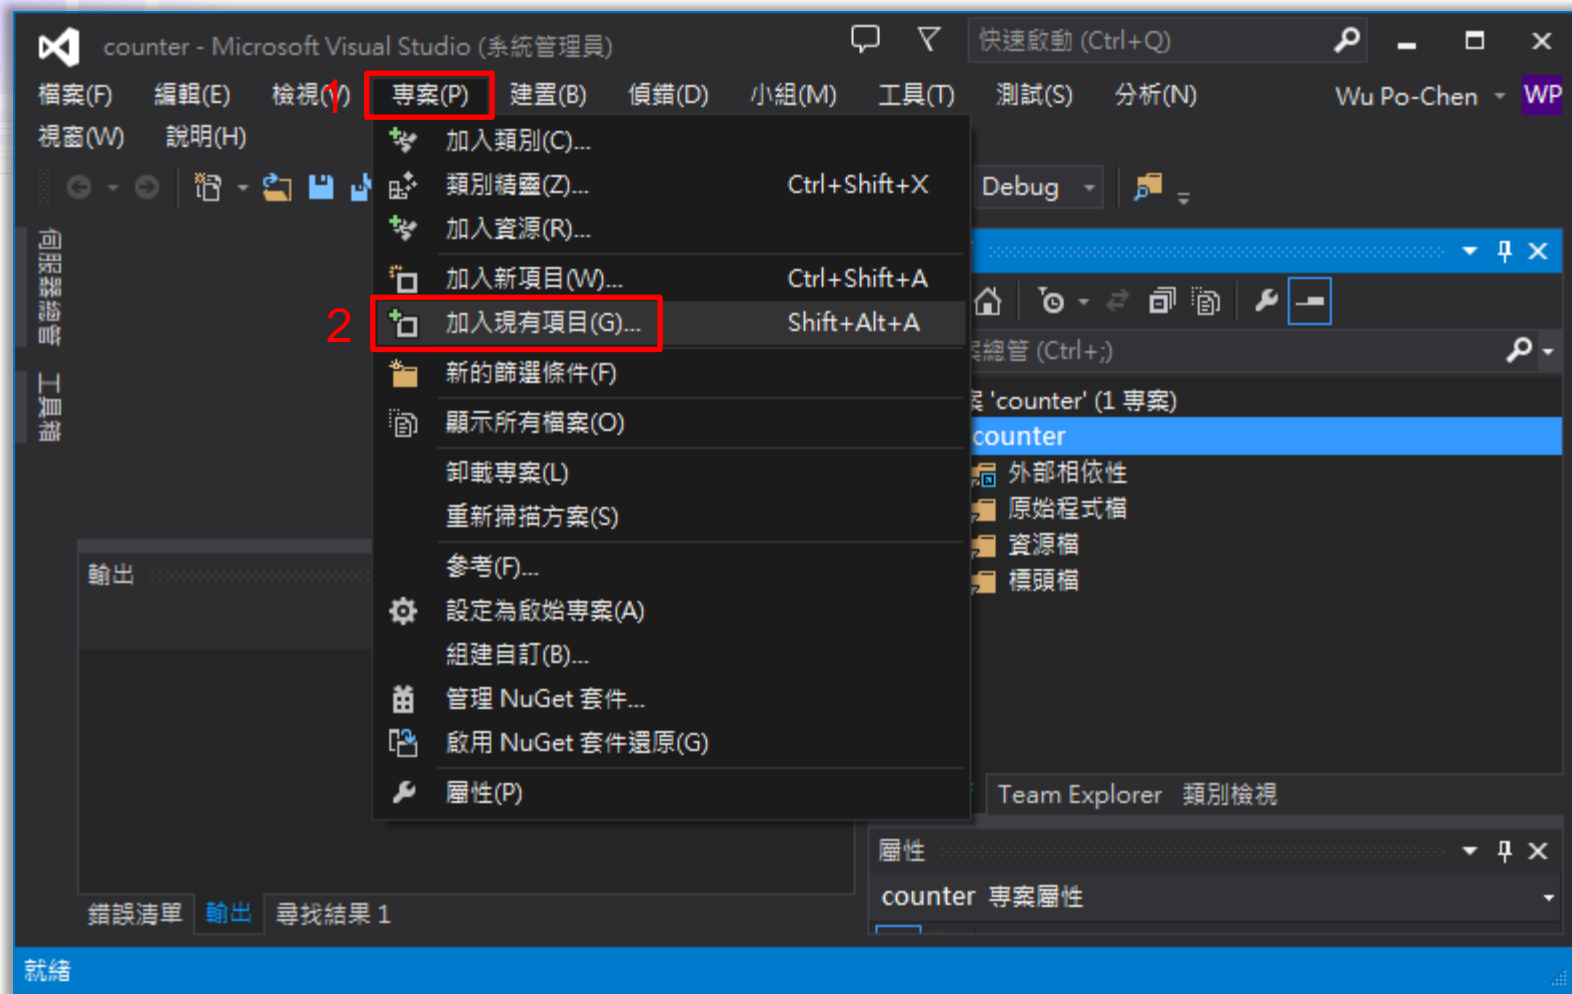 counter - Microsoft Visual Studio (系統管理員)
快速啟動 (Ctrl+Q)
檔案(F) 編輯(E) 檢視(V) 專案(P) 建置(B) 偵錯(D) 小組(M) 工具(T) 測試(S) 分析(N) Wu Po-Chen WP
1
視窗(W) 說明(H)
加入類別(C)...
類別精靈(Z)... Ctrl+Shift+X
Debug
加入資源(R)...
加入新項目(W)... Ctrl+Shift+A
2
加入現有項目(G)... Shift+Alt+A
新的篩選條件(F)
顯示所有檔案(O)
卸載專案(L)
重新掃描方案(S)
參考(F)...
設定為啟始專案(A)
組建自訂(B)...
管理 NuGet 套件...
啟用 NuGet 套件還原(G)
屬性(P)
伺服器總管
工具箱
總管 (Ctrl+;)
'counter' (1 專案)
counter
外部相依性
原始程式檔
資源檔
標頭檔
Team Explorer 類別檢視
輸出
錯誤清單 輸出 尋找結果 1
屬性
counter 專案屬性
就緒